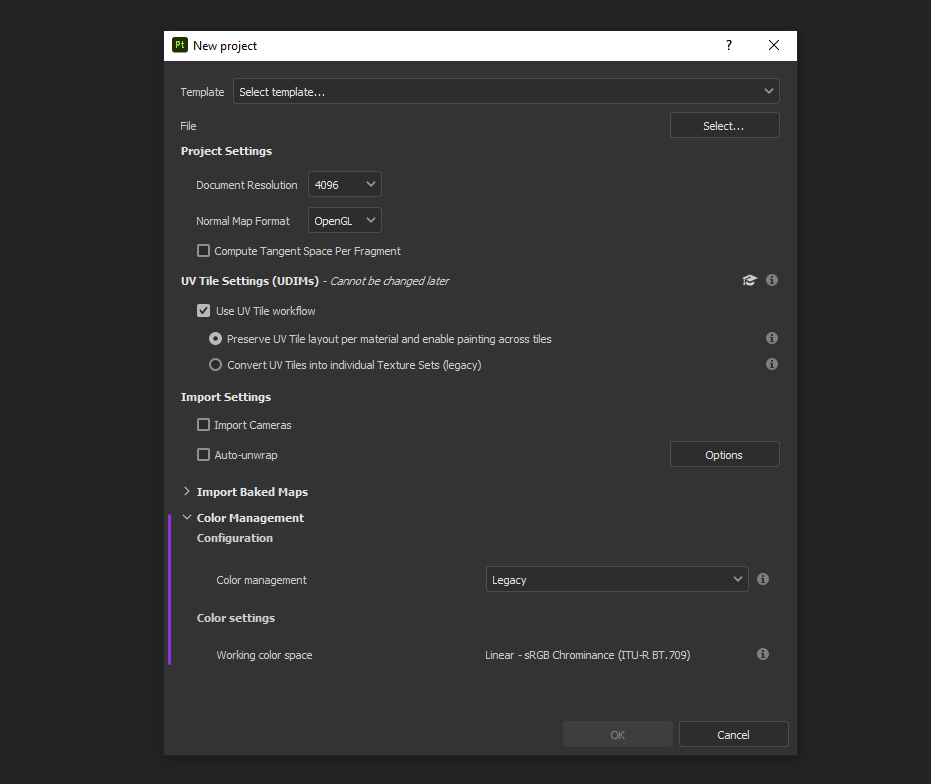 Pt New project ?
Template Select template...
File Select...
Project Settings
Document Resolution 4096
Normal Map Format OpenGL
Compute Tangent Space Per Fragment
UV Tile Settings (UDIMs) - Cannot be changed later
Use UV Tile workflow
Preserve UV Tile layout per material and enable painting across tiles
Convert UV Tiles into individual Texture Sets (legacy)
Import Settings
Import Cameras
Auto-unwrap Options
Import Baked Maps
Color Management
Configuration
Color management Legacy
Color settings
Working color space Linear - sRGB Chrominance (ITU-R BT.709)
OK Cancel